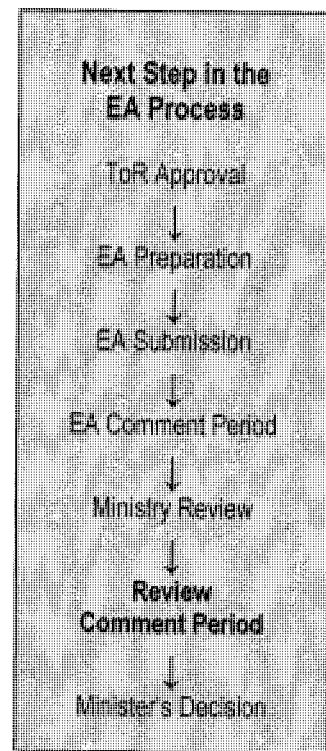 Next Step in the
EA Process
ToR Approval
EA Preparation
EA Submission
EA Comment Period
Ministry Review
Review
Comment Period
Minister's Decision